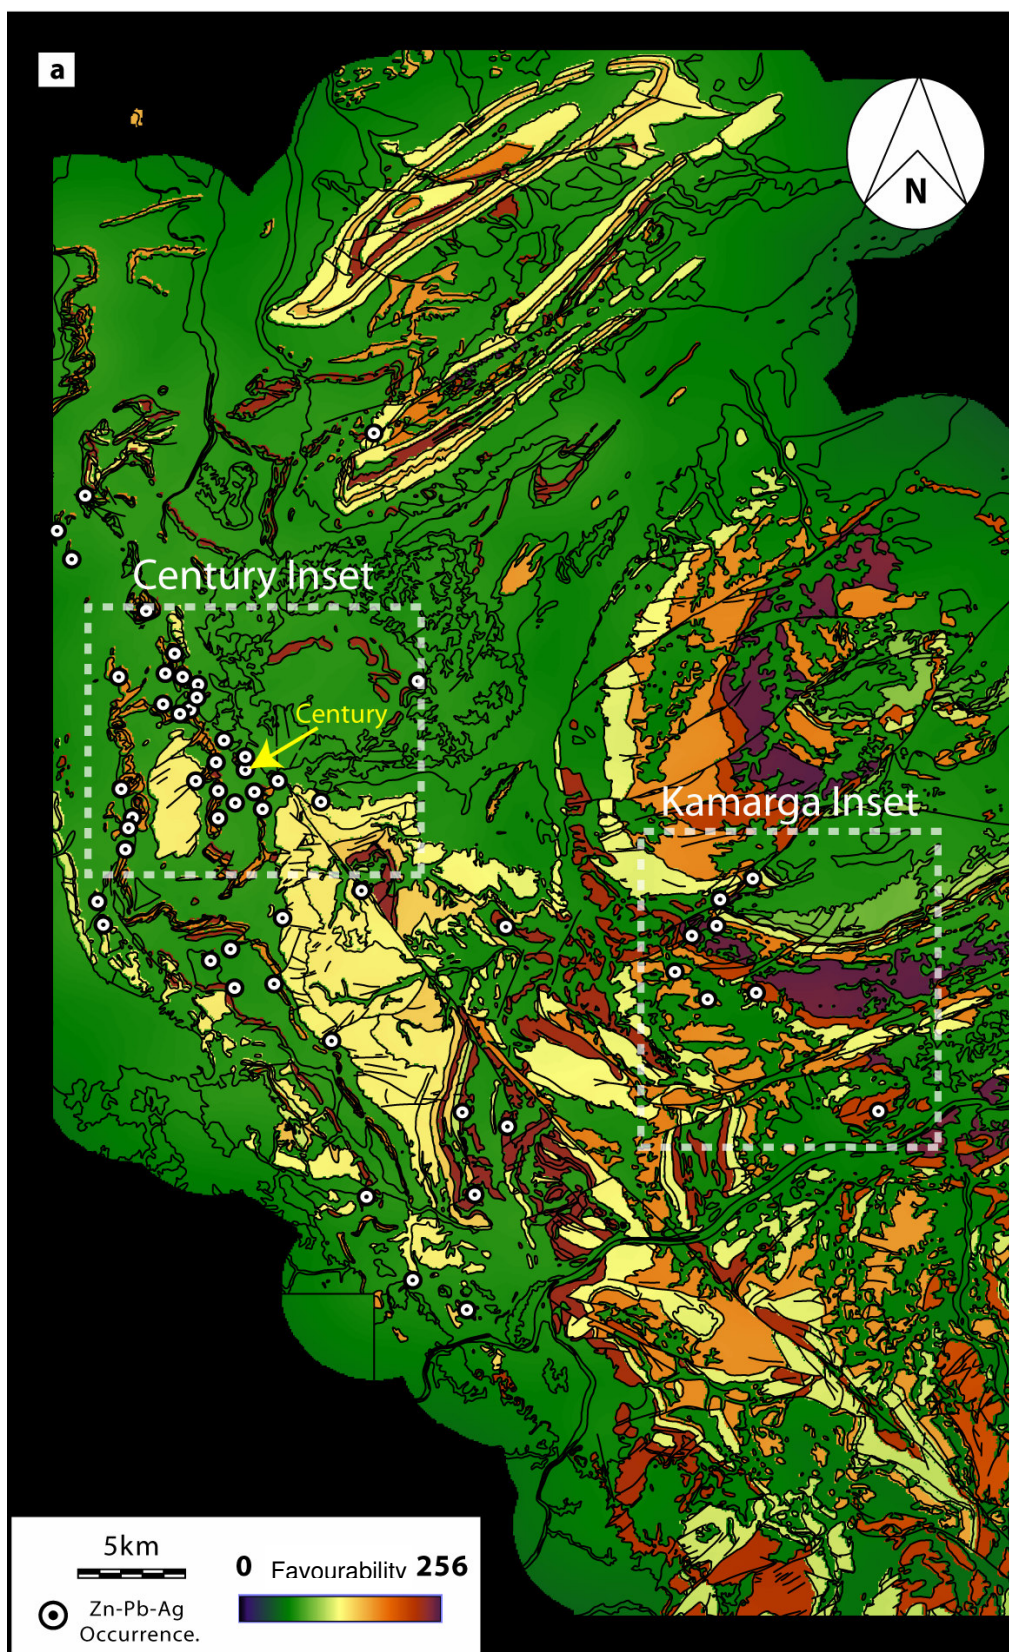 a
N
Century Inset
Century
Kamarga Inset
5km
0 Favourability 256
Zn-Pb-Ag
Occurrence.